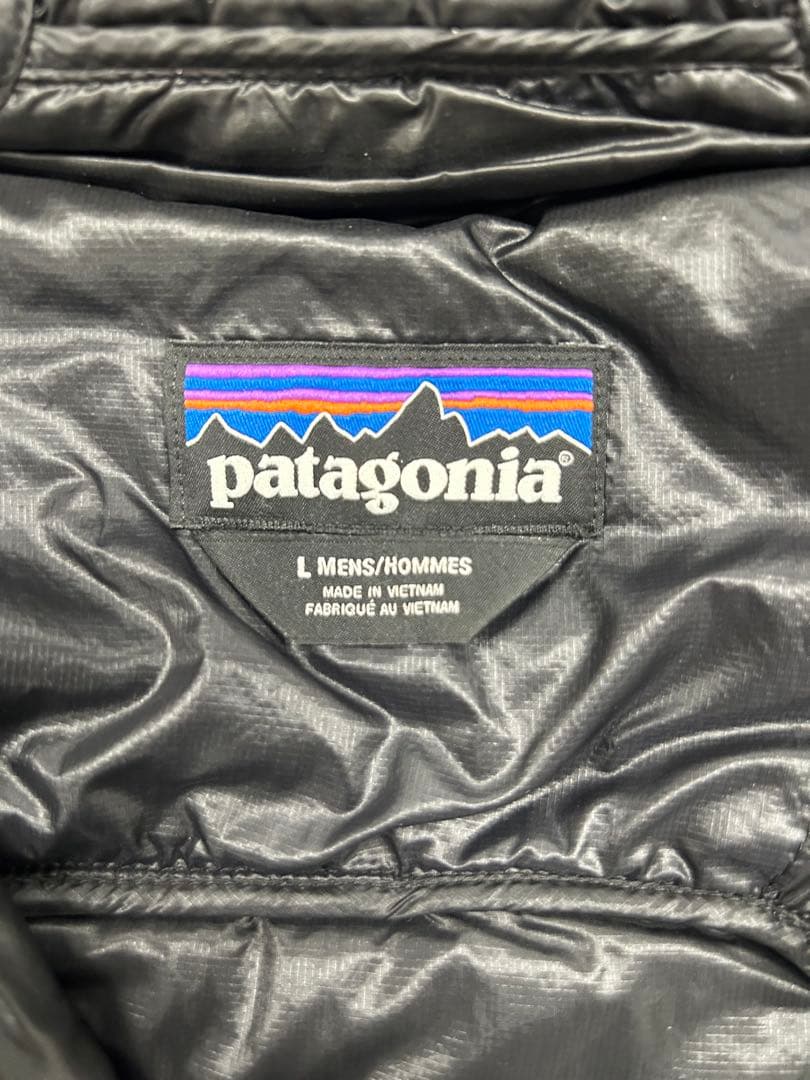 patagonia®
L MENS/HOMMES
MADE IN VIETNAM
FABRIQUÉ AU VIETNAM